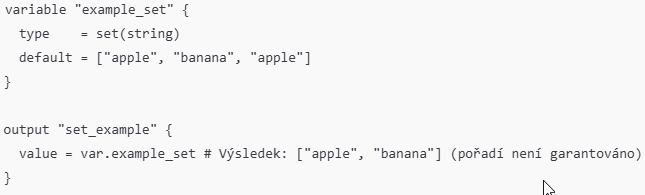 variable "example_set" {
  type    = set(string)
  default = ["apple", "banana", "apple"]
}

output "set_example" {
  value = var.example_set # Výsledek: ["apple", "banana"] (pořadí není garantováno)
}